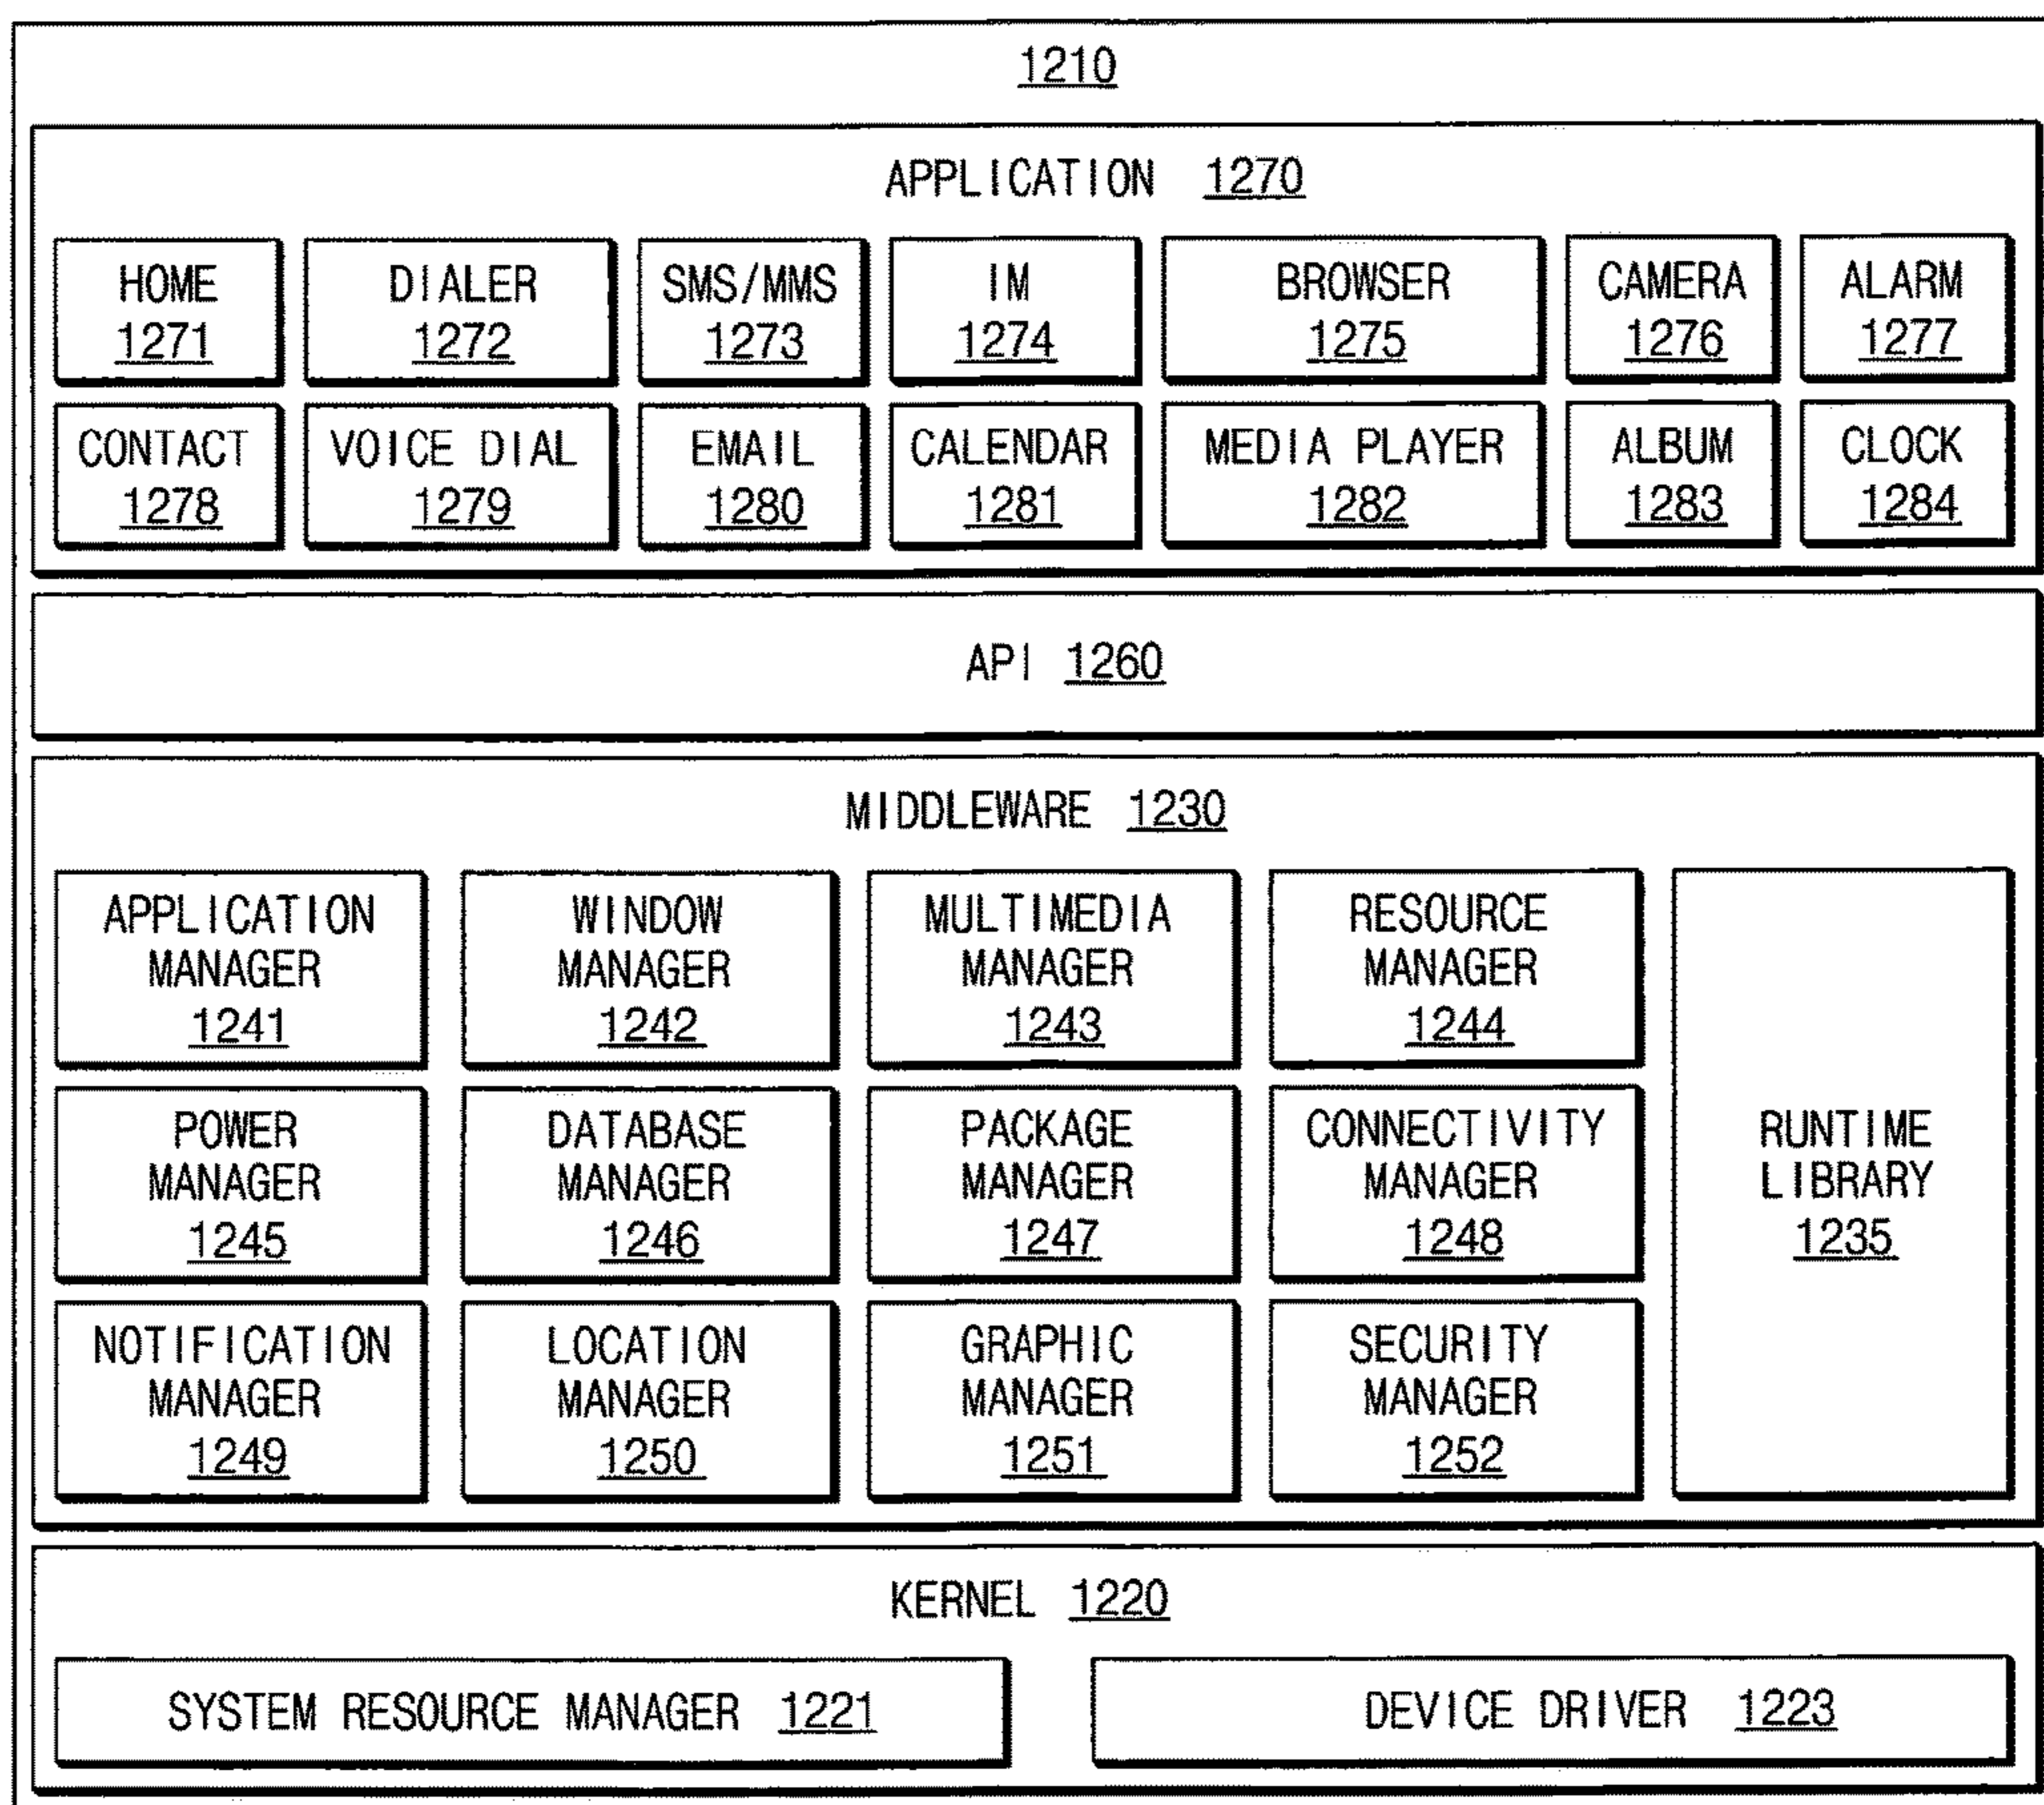 1210
APPLICATION 1270
HOME
1271
DIALER
1272
SMS/MMS
1273
IM
1274
BROWSER
1275
CAMERA
1276
ALARM
1277
CONTACT
1278
VOICE DIAL
1279
EMAIL
1280
CALENDAR
1281
MEDIA PLAYER
1282
ALBUM
1283
CLOCK
1284
API 1260
MIDDLEWARE 1230
APPLICATION
MANAGER
1241
WINDOW
MANAGER
1242
MULTIMEDIA
MANAGER
1243
RESOURCE
MANAGER
1244
POWER
MANAGER
1245
DATABASE
MANAGER
1246
PACKAGE
MANAGER
1247
CONNECTIVITY
MANAGER
1248
RUNTIME
LIBRARY
1235
NOTIFICATION
MANAGER
1249
LOCATION
MANAGER
1250
GRAPHIC
MANAGER
1251
SECURITY
MANAGER
1252
KERNEL 1220
SYSTEM RESOURCE MANAGER 1221
DEVICE DRIVER 1223